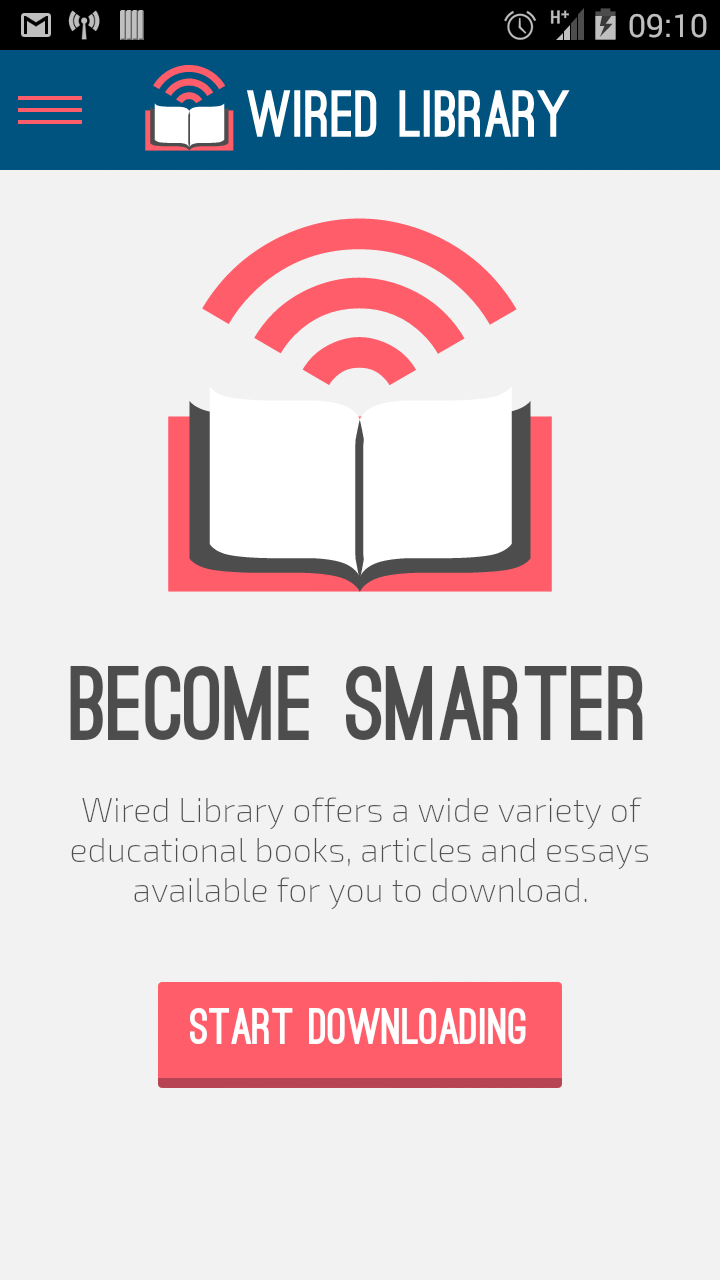 H+ 09:10
WIRED LIBRARY
BECOME SMARTER
Wired Library offers a wide variety of
educational books, articles and essays
available for you to download.
START DOWNLOADING